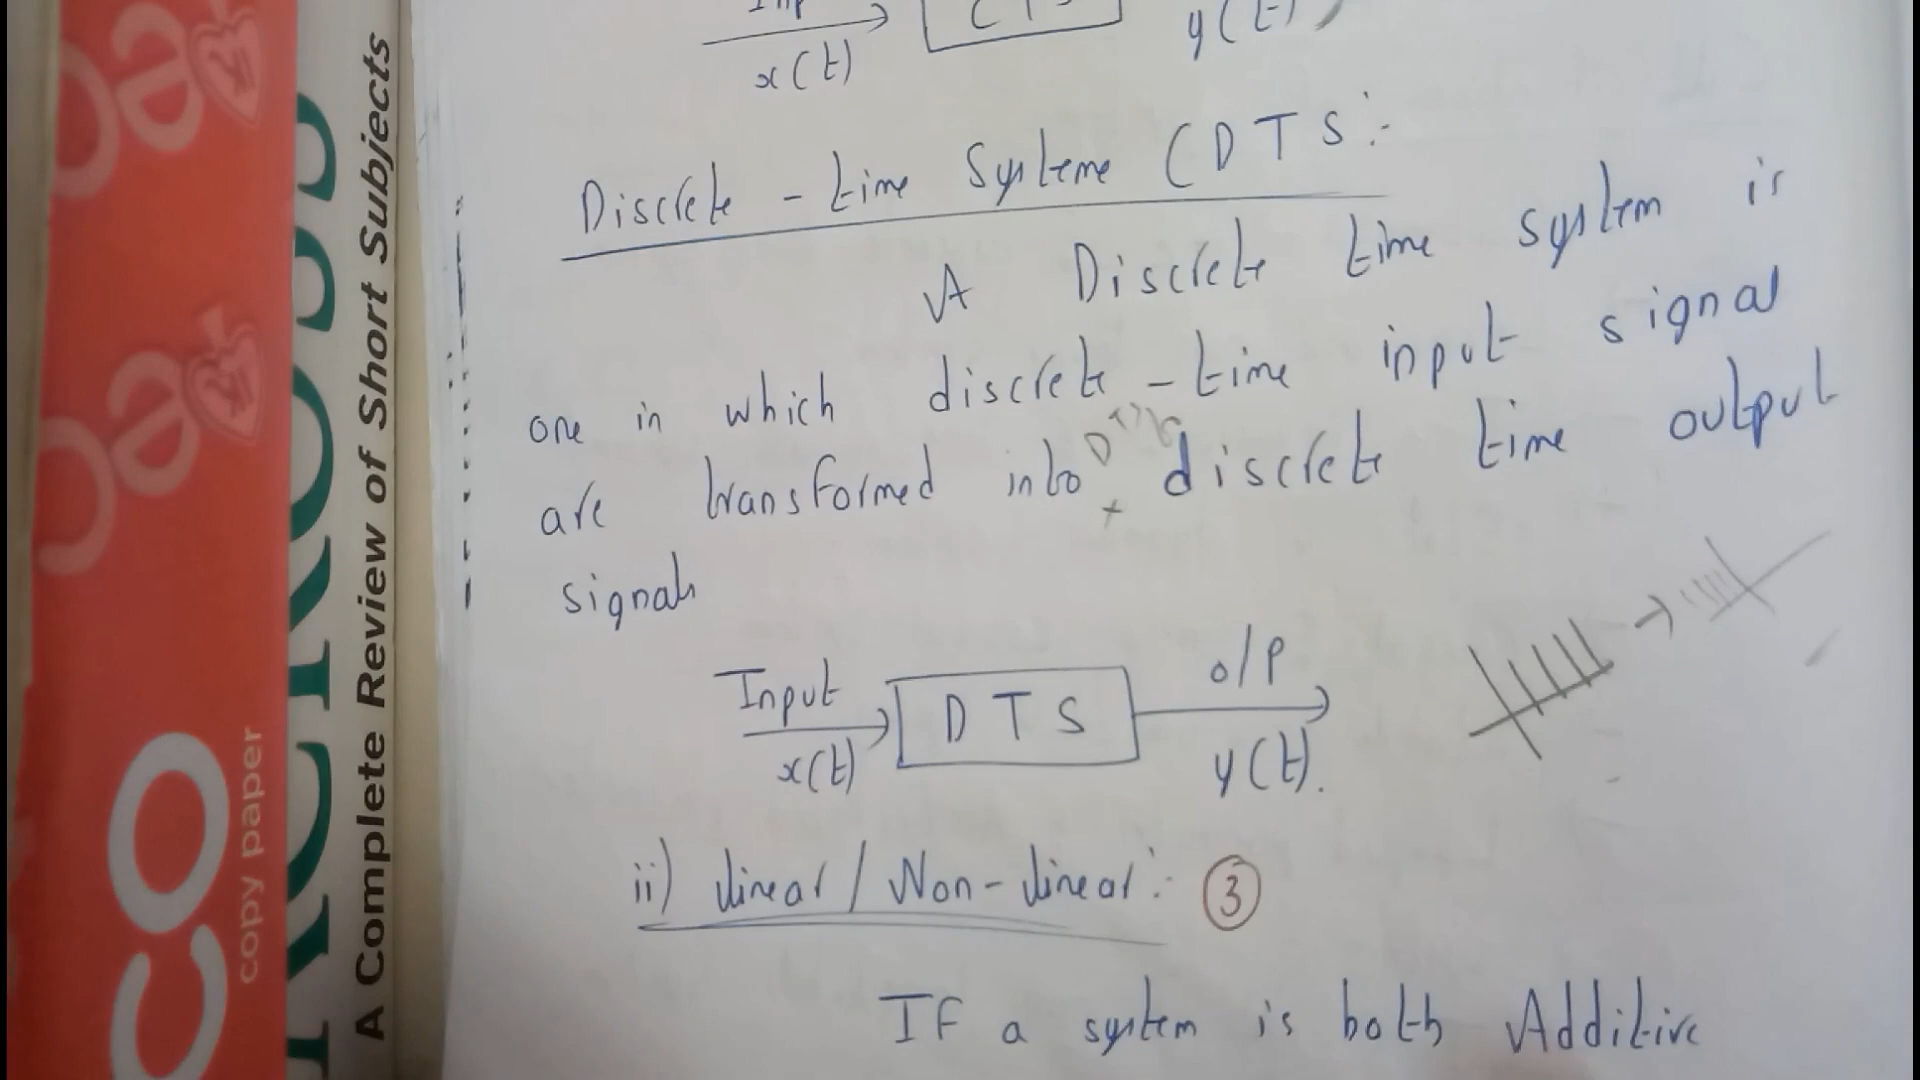 x(t)
y(t)
Discrete - time Systeme (DTS:-
A Discrete time system is
one in which discrete - time input signal
are transformed into discrete time output
signals
Input
x(t)
DTS
o/p
y(t).
ii) Linear / Non-linear:- 3
IF a system is both Additive
A Complete Review of Short Subjects
copy paper